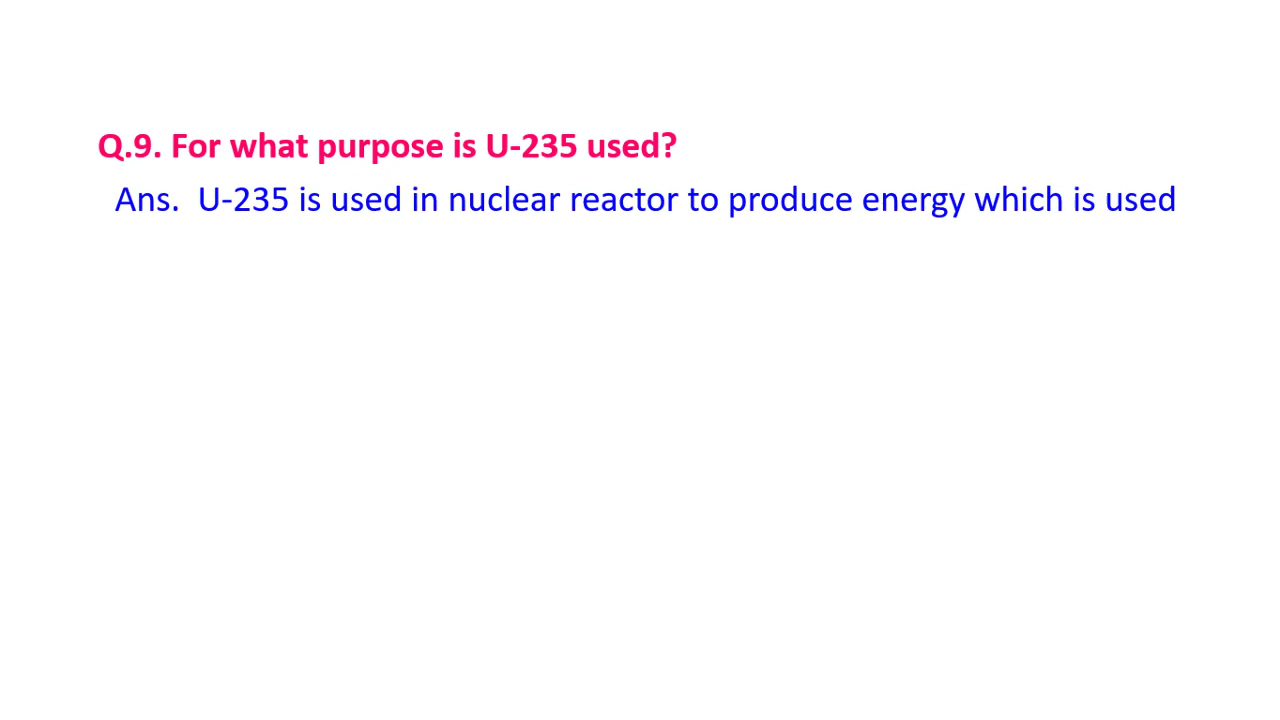 Q.9. For what purpose is U-235 used?
Ans.  U-235 is used in nuclear reactor to produce energy which is used